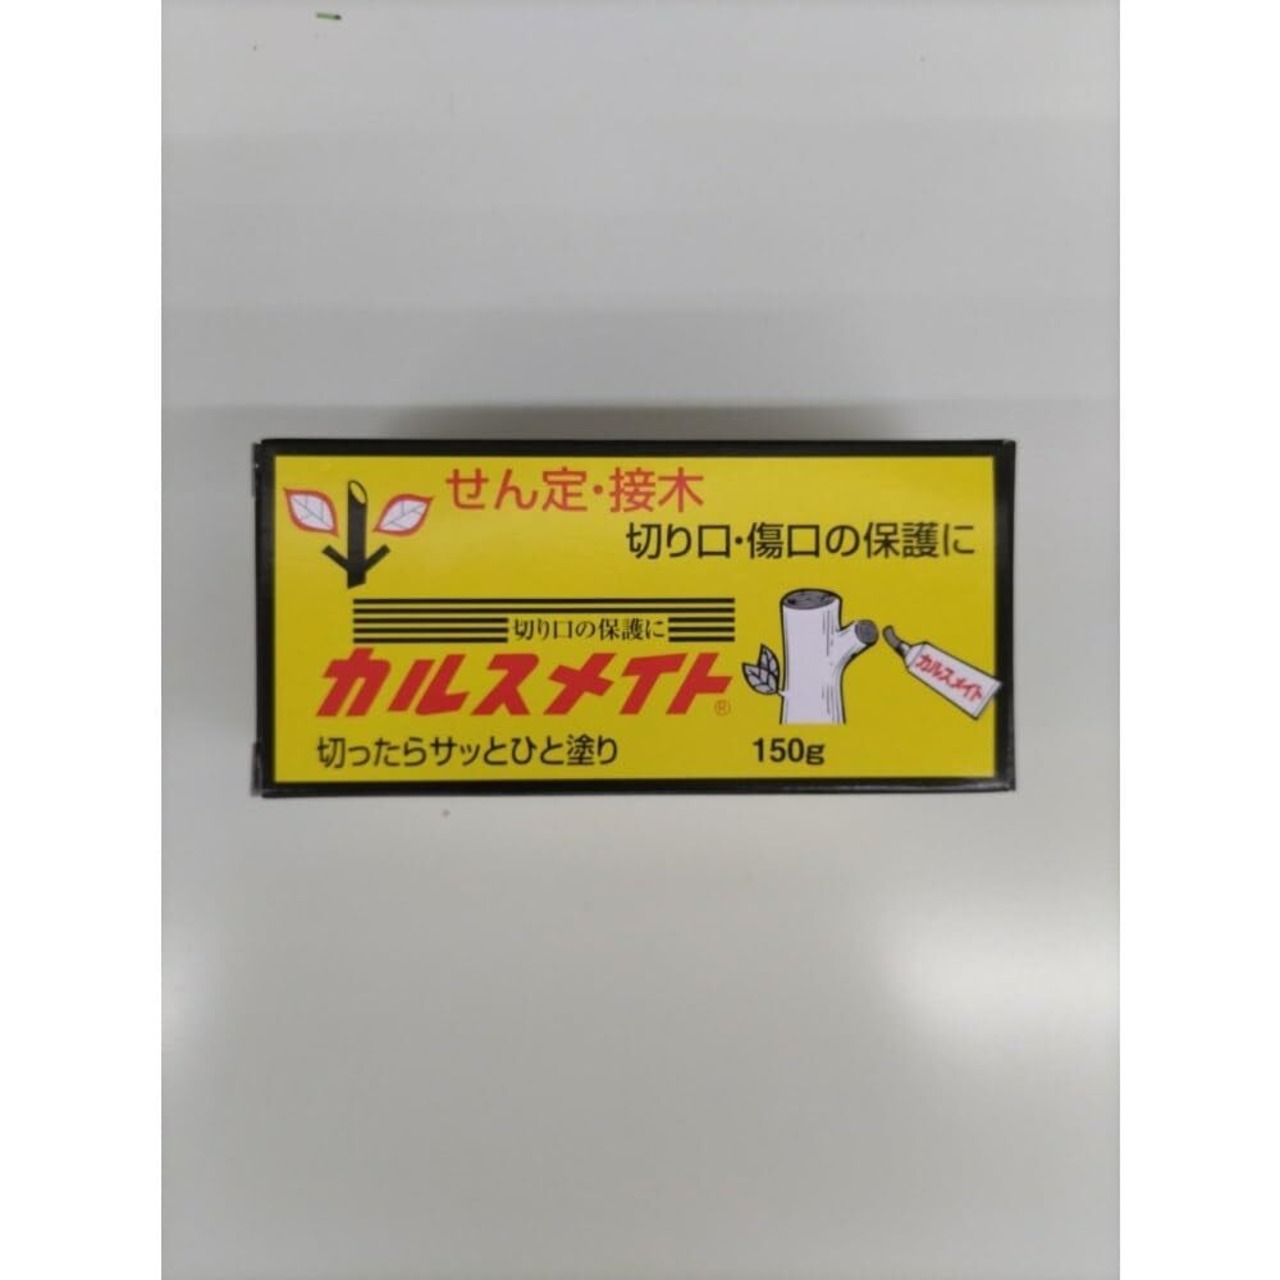 せん定・接木
切り口・傷口の保護に
切り口の保護に
カルスメイト®
カルスメイト
切ったらサッとひと塗り
150g